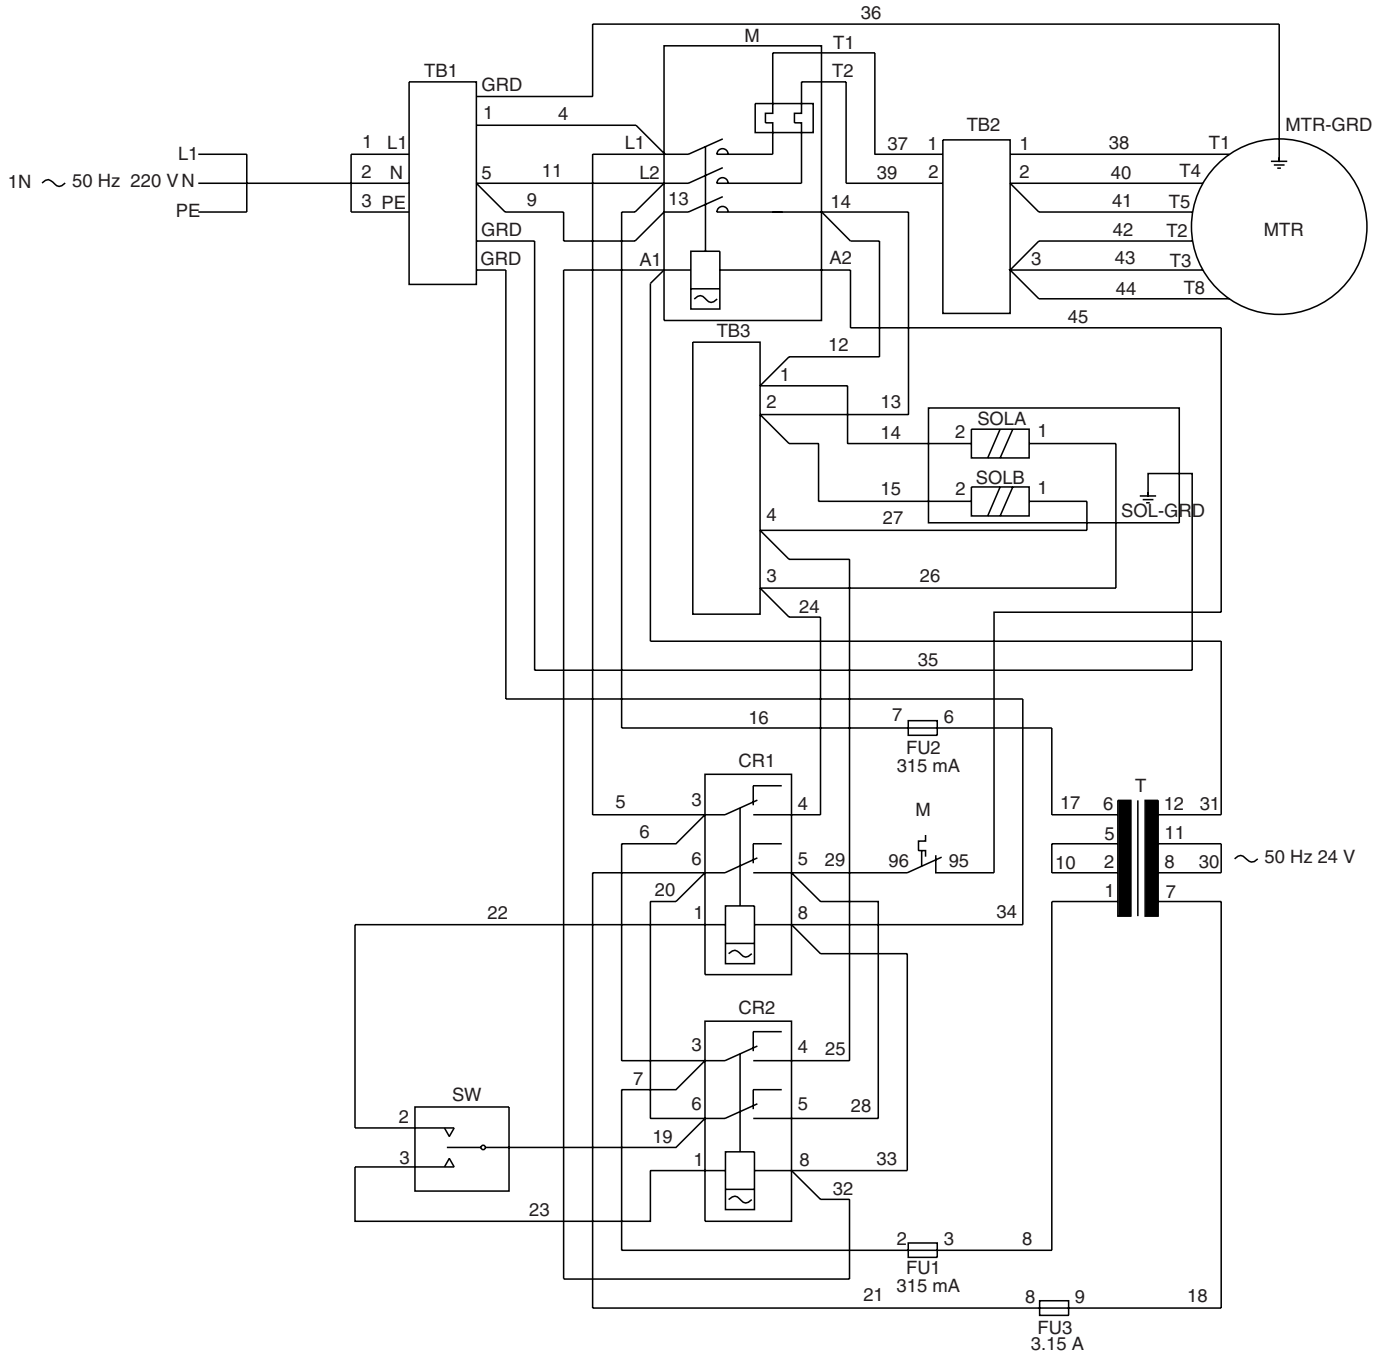 36
M
T1
TB1
T2
GRD
1 4
TB2 MTR-GRD
1 L1 L1 37 1 1 38 T1
L1
1N ～ 50 Hz 220 V N 2 N 5 11 L2 39 2 2 40 T4
PE 3 PE 9 13 14 41 T5
GRD 42 T2 MTR
GRD A1 A2 3 43 T3
44 T8
TB3 45
12
1
2 13
14 2 SOLA 1
15 2 SOLB 1
4 27 SOL-GRD
3 26
24
35
16 7 6
FU2
315 mA
CR1
T
5 3 4 M 17 6 12 31
6 5 11
6 5 29 96 95 10 2 8 30 ～ 50 Hz 24 V
20 1 7
22 1 8 34
CR2
3 4 25
7
SW 6 5 28
2
19
3 1 8 33
32
23
2 3 8
FU1
315 mA
21 8 9 18
FU3
3.15 A